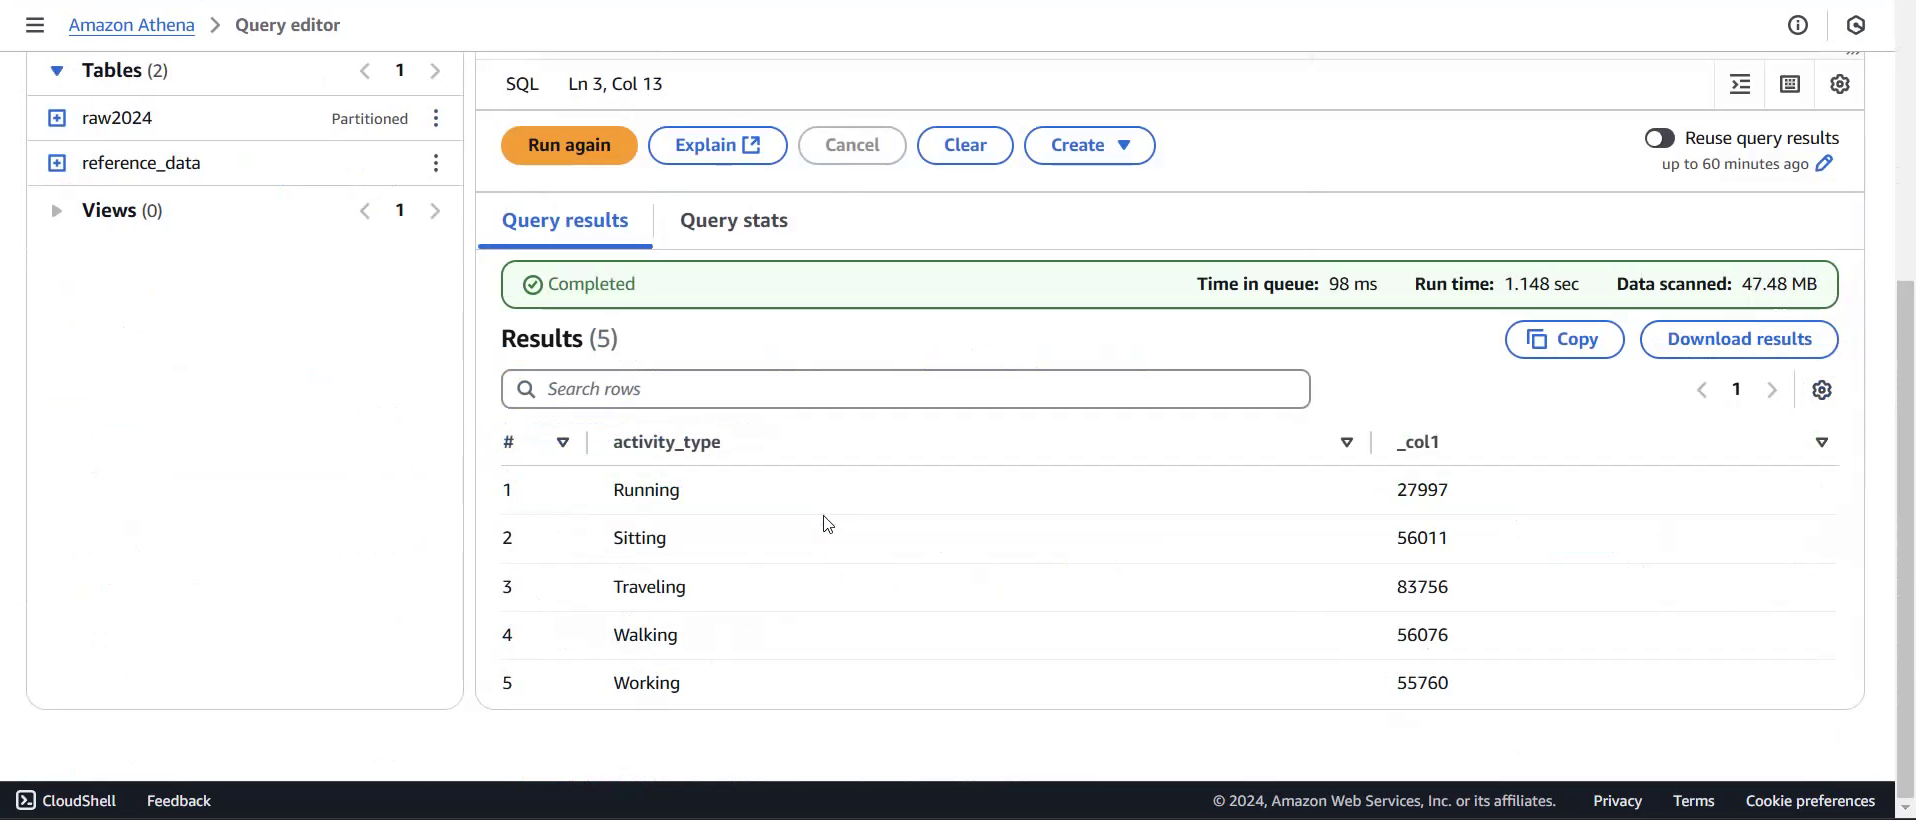 Amazon Athena > Query editor
Tables (2) < 1 >
raw2024 Partitioned
reference_data
Views (0) < 1 >
SQL Ln 3, Col 13
Run again Explain Cancel Clear Create
Reuse query results
up to 60 minutes ago
Query results Query stats
Completed Time in queue: 98 ms Run time: 1.148 sec Data scanned: 47.48 MB
Results (5) Copy Download results
Search rows < 1 >
# activity_type _col1
1 Running 27997
2 Sitting 56011
3 Traveling 83756
4 Walking 56076
5 Working 55760
CloudShell Feedback © 2024, Amazon Web Services, Inc. or its affiliates. Privacy Terms Cookie preferences